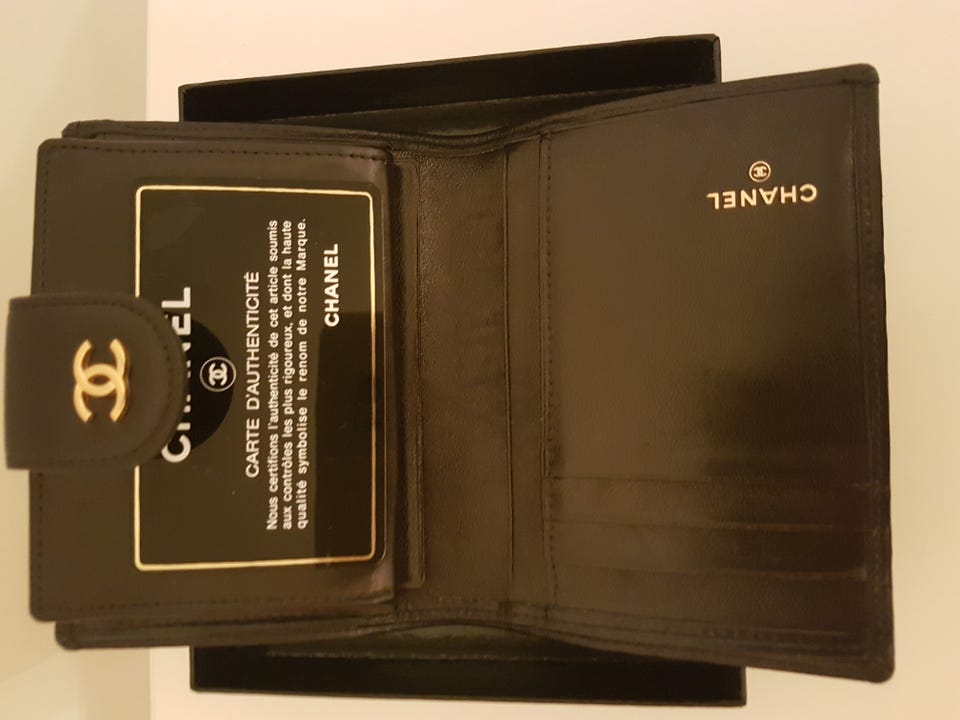 CHANEL
CARTE D'AUTHENTICITÉ
Nous certifions l'authenticité de cet article soumis
aux contrôles les plus rigoureux, et dont la haute
qualité symbolise le renom de notre Marque.
CHANEL
CHANEL